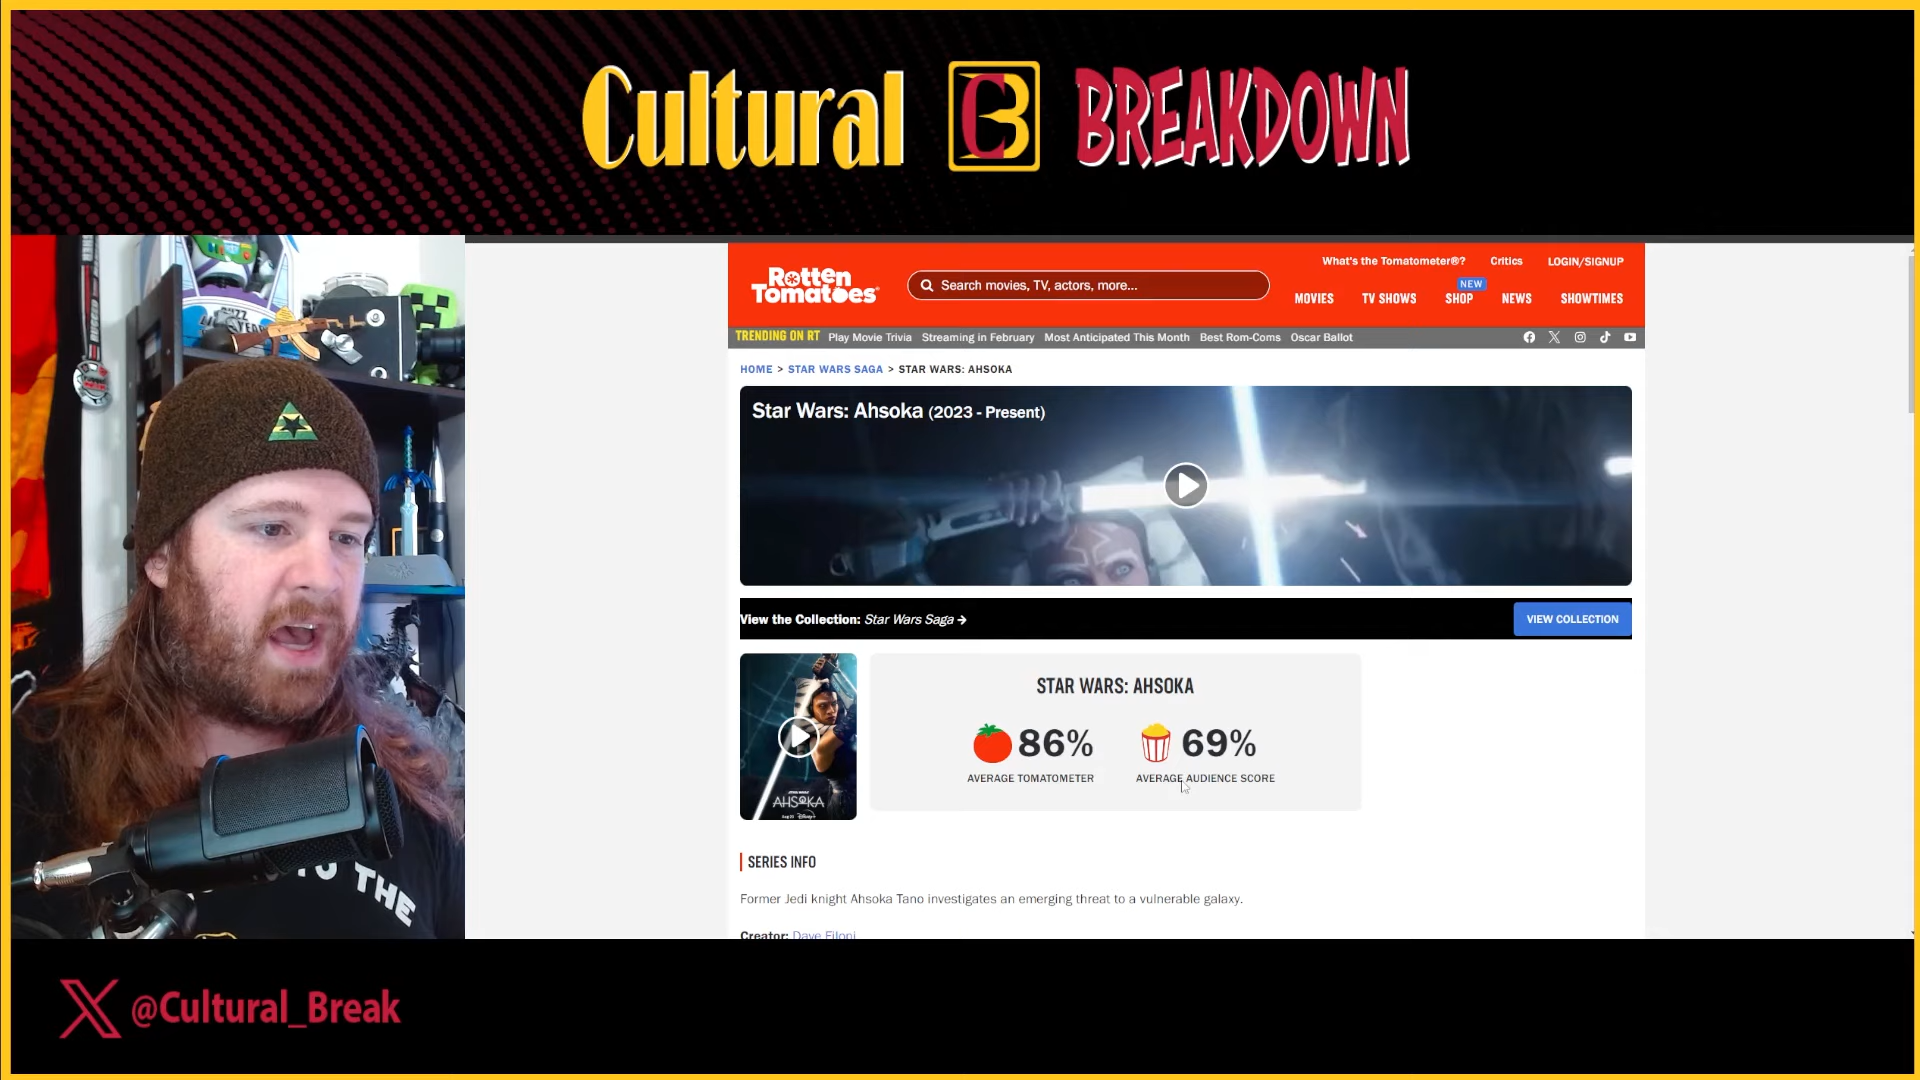 Cultural CB BREAKDOWN
Rotten Tomatoes
Search movies, TV, actors, more...
What's the Tomatometer®? Critics LOGIN/SIGNUP
NEW
MOVIES TV SHOWS SHOP NEWS SHOWTIMES
TRENDING ON RT Play Movie Trivia Streaming in February Most Anticipated This Month Best Rom-Coms Oscar Ballot
HOME > STAR WARS SAGA > STAR WARS: AHSOKA
Star Wars: Ahsoka (2023 - Present)
View the Collection: Star Wars Saga
VIEW COLLECTION
STAR WARS: AHSOKA
86% 69%
AVERAGE TOMATOMETER AVERAGE AUDIENCE SCORE
AHSOKA
SERIES INFO
Former Jedi knight Ahsoka Tano investigates an emerging threat to a vulnerable galaxy.
Creator: Dave Filoni
BUZZ
THE
X @Cultural_Break